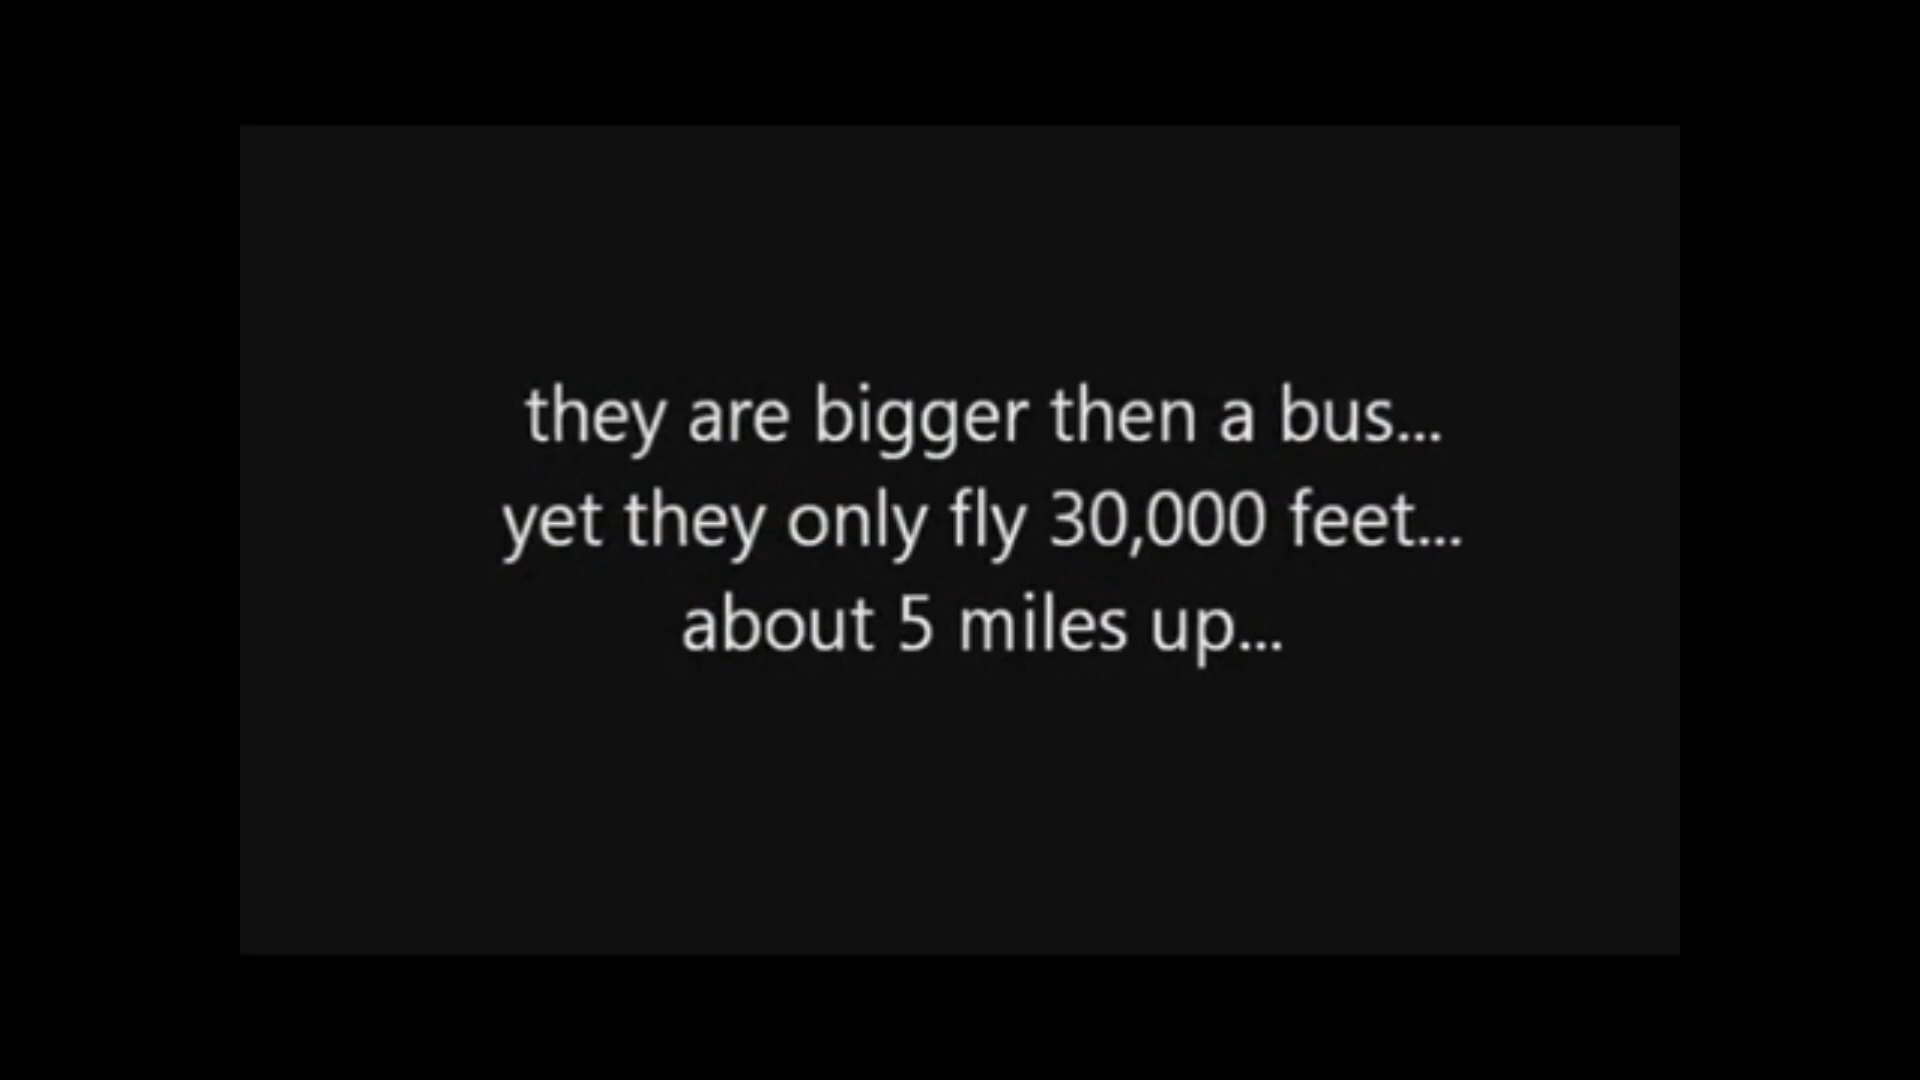 they are bigger then a bus...
yet they only fly 30,000 feet...
about 5 miles up...